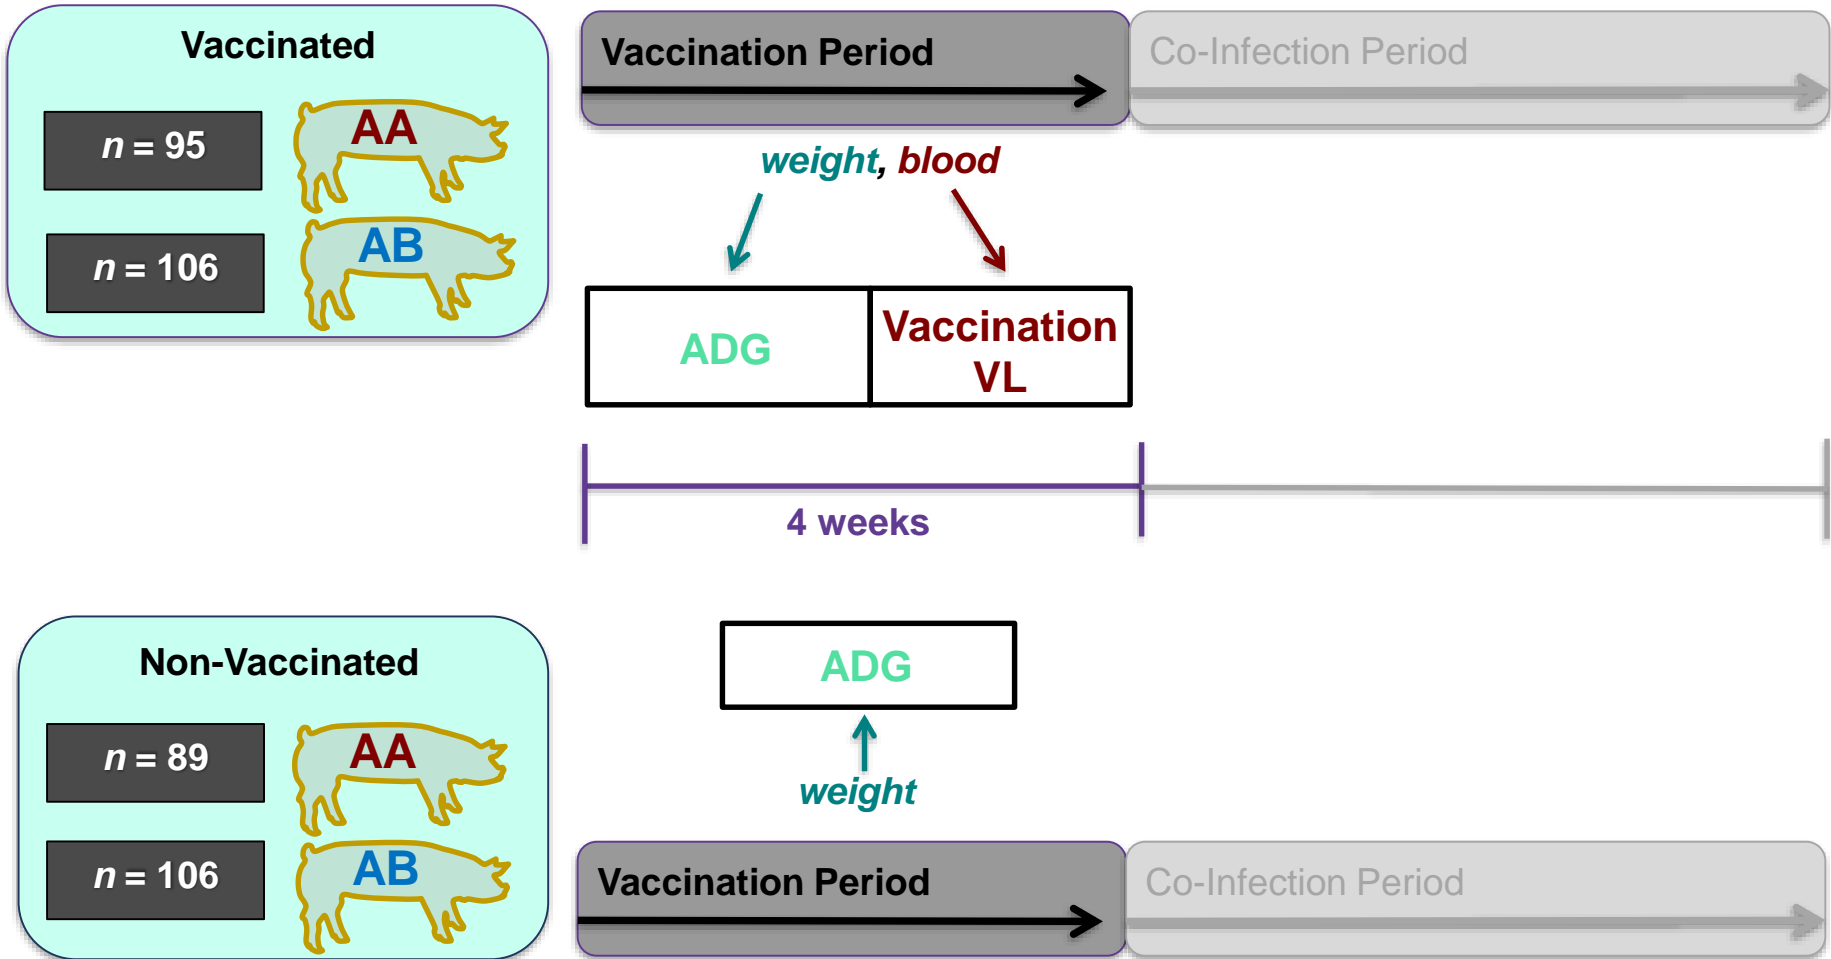 Vaccinated
n = 95
AA
n = 106
AB
Vaccination Period
Co-Infection Period
weight, blood
ADG
Vaccination
VL
4 weeks
Non-Vaccinated
n = 89
AA
n = 106
AB
ADG
weight
Vaccination Period
Co-Infection Period